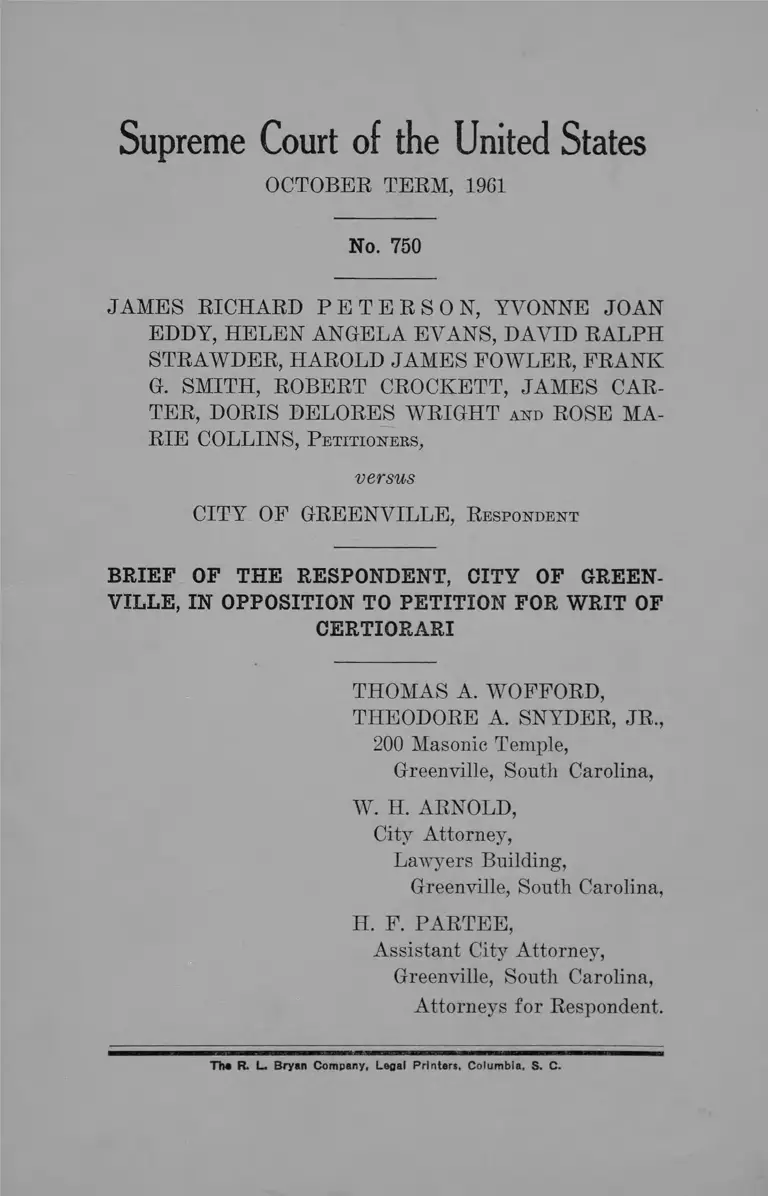 Supreme Court of the United States
OCTOBER TERM, 1961
No. 750
JAMES RICHARD PETERSON, YVONNE JOAN
EDDY, HELEN ANGELA EVANS, DAVID RALPH
STRAWDER, HAROLD JAMES FOWLER, FRANK
G. SMITH, ROBERT CROCKETT, JAMES CAR-
TER, DORIS DELORES WRIGHT AND ROSE MA-
RIE COLLINS, PETITIONERS,
versus
CITY OF GREENVILLE, RESPONDENT
BRIEF OF THE RESPONDENT, CITY OF GREEN-
VILLE, IN OPPOSITION TO PETITION FOR WRIT OF
CERTIORARI
THOMAS A. WOFFORD,
THEODORE A. SNYDER, JR.,
200 Masonic Temple,
Greenville, South Carolina,
W. H. ARNOLD,
City Attorney,
Lawyers Building,
Greenville, South Carolina,
H. F. PARTEE,
Assistant City Attorney,
Greenville, South Carolina,
Attorneys for Respondent.
The R. L. Bryan Company, Legal Printers, Columbia, S. C.